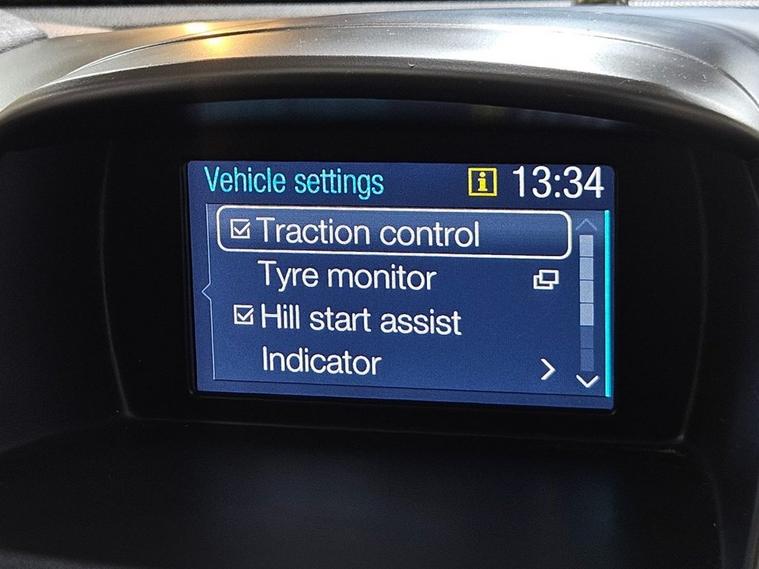 Vehicle settings i 13:34
Traction control
Tyre monitor
Hill start assist
Indicator